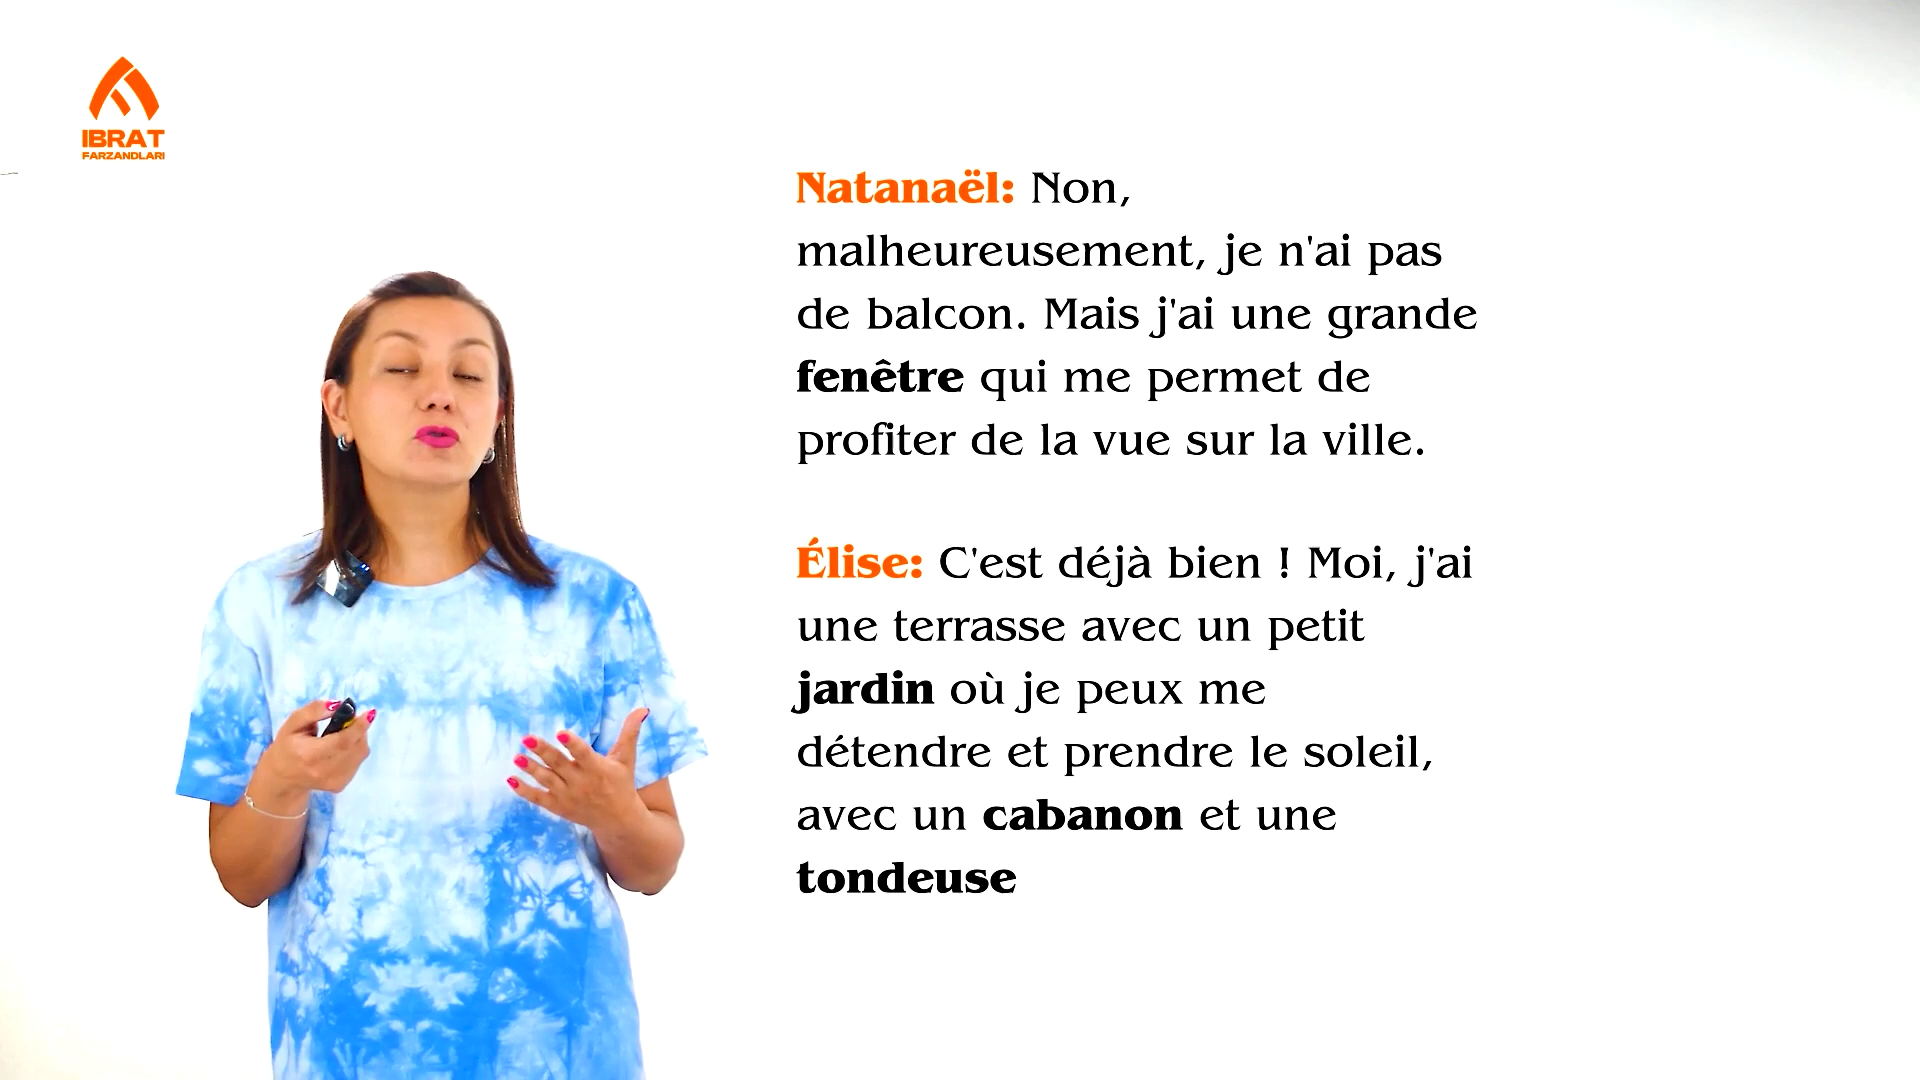 IBRAT
FARZANDLARI
Natanaël: Non,
malheureusement, je n'ai pas
de balcon. Mais j'ai une grande
fenêtre qui me permet de
profiter de la vue sur la ville.
Élise: C'est déjà bien ! Moi, j'ai
une terrasse avec un petit
jardin où je peux me
détendre et prendre le soleil,
avec un cabanon et une
tondeuse